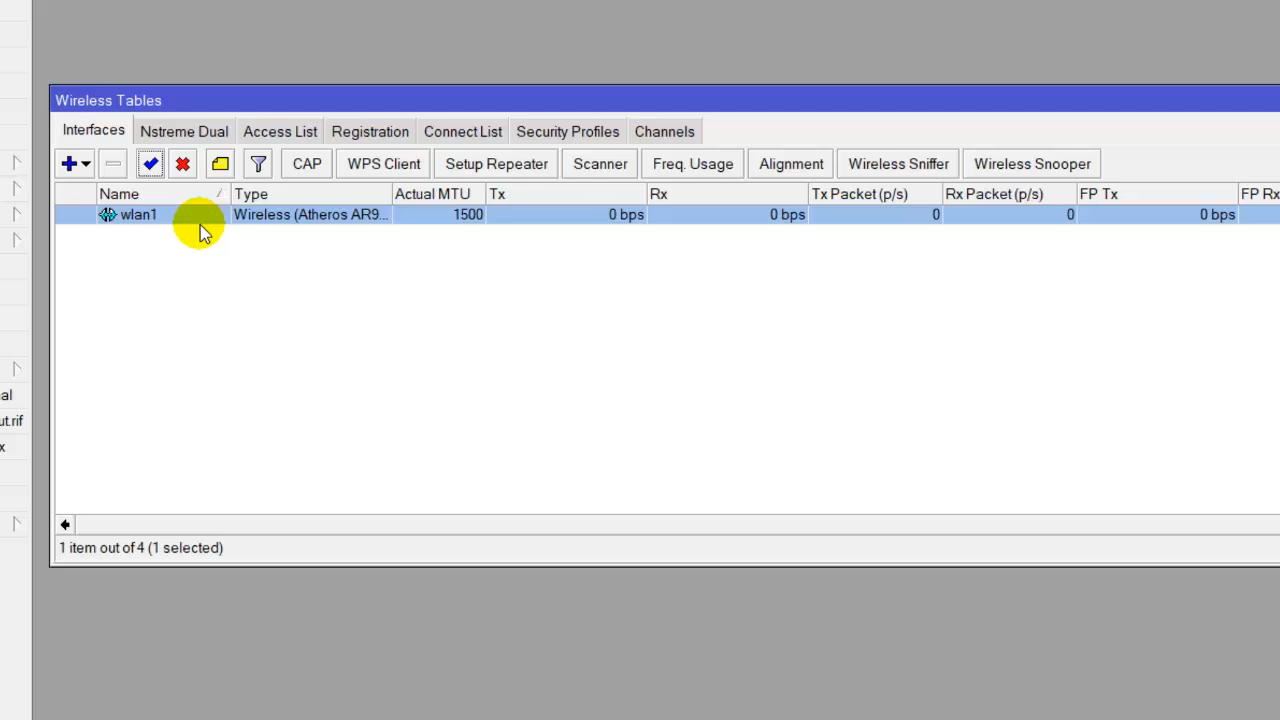 Wireless Tables
Interfaces Nstreme Dual Access List Registration Connect List Security Profiles Channels
CAP WPS Client Setup Repeater Scanner Freq. Usage Alignment Wireless Sniffer Wireless Snooper
Name Type Actual MTU Tx Rx Tx Packet (p/s) Rx Packet (p/s) FP Tx FP Rx
wlan1 Wireless (Atheros AR9... 1500 0 bps 0 bps 0 0 0 bps
al
ut.rif
x
1 item out of 4 (1 selected)